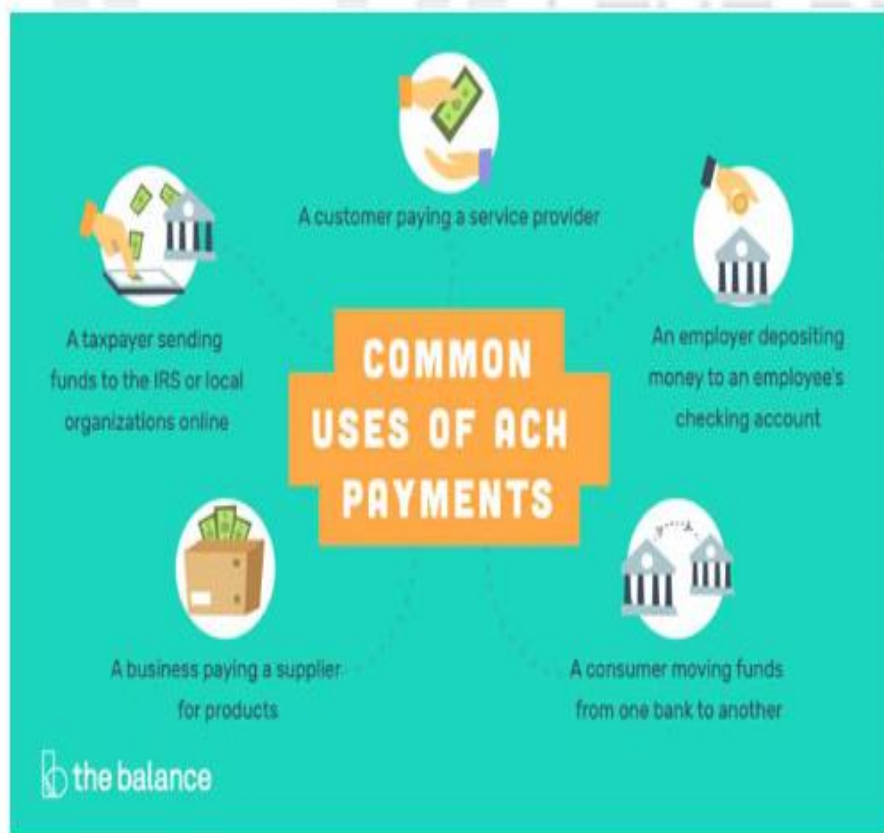 A customer paying a service provider
A taxpayer sending
funds to the IRS or local
organizations online
An employer depositing
money to an employee's
checking account
COMMON
USES OF ACH
PAYMENTS
A business paying a supplier
for products
A consumer moving funds
from one bank to another
the balance